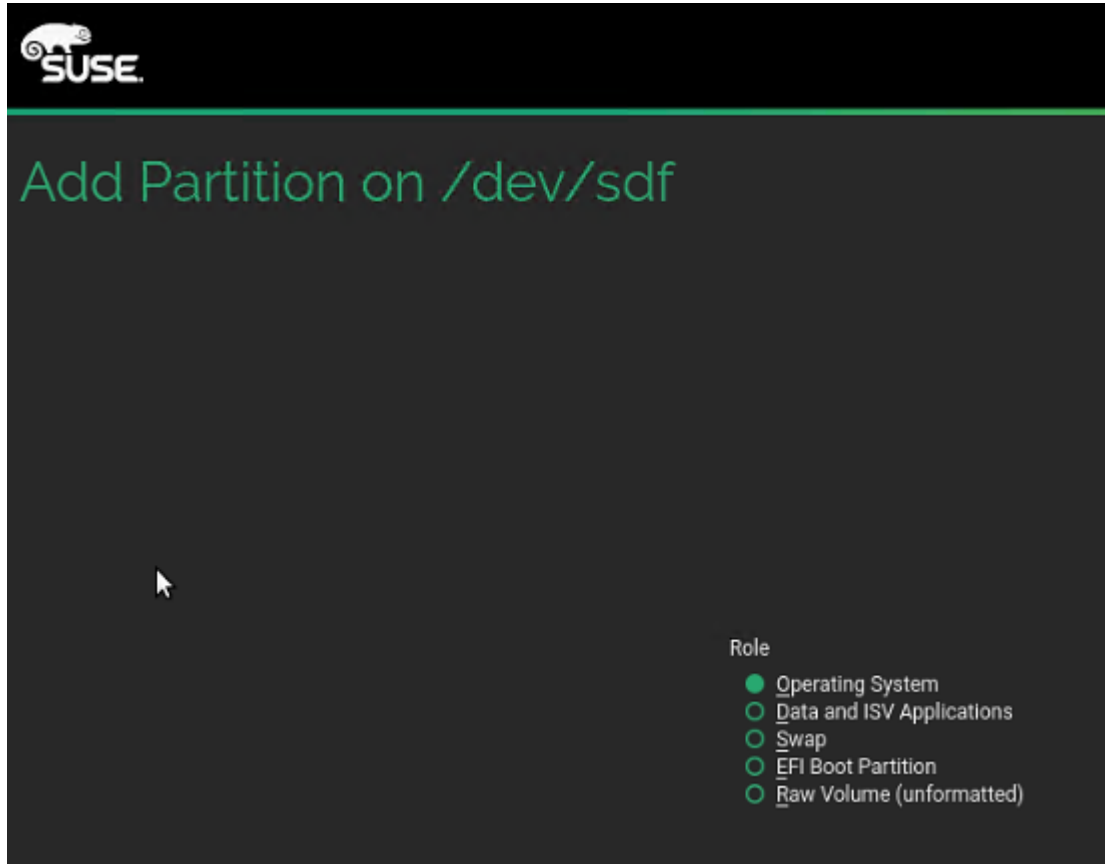 SUSE.
Add Partition on /dev/sdf
Role
Operating System
Data and ISV Applications
Swap
EFI Boot Partition
Raw Volume (unformatted)